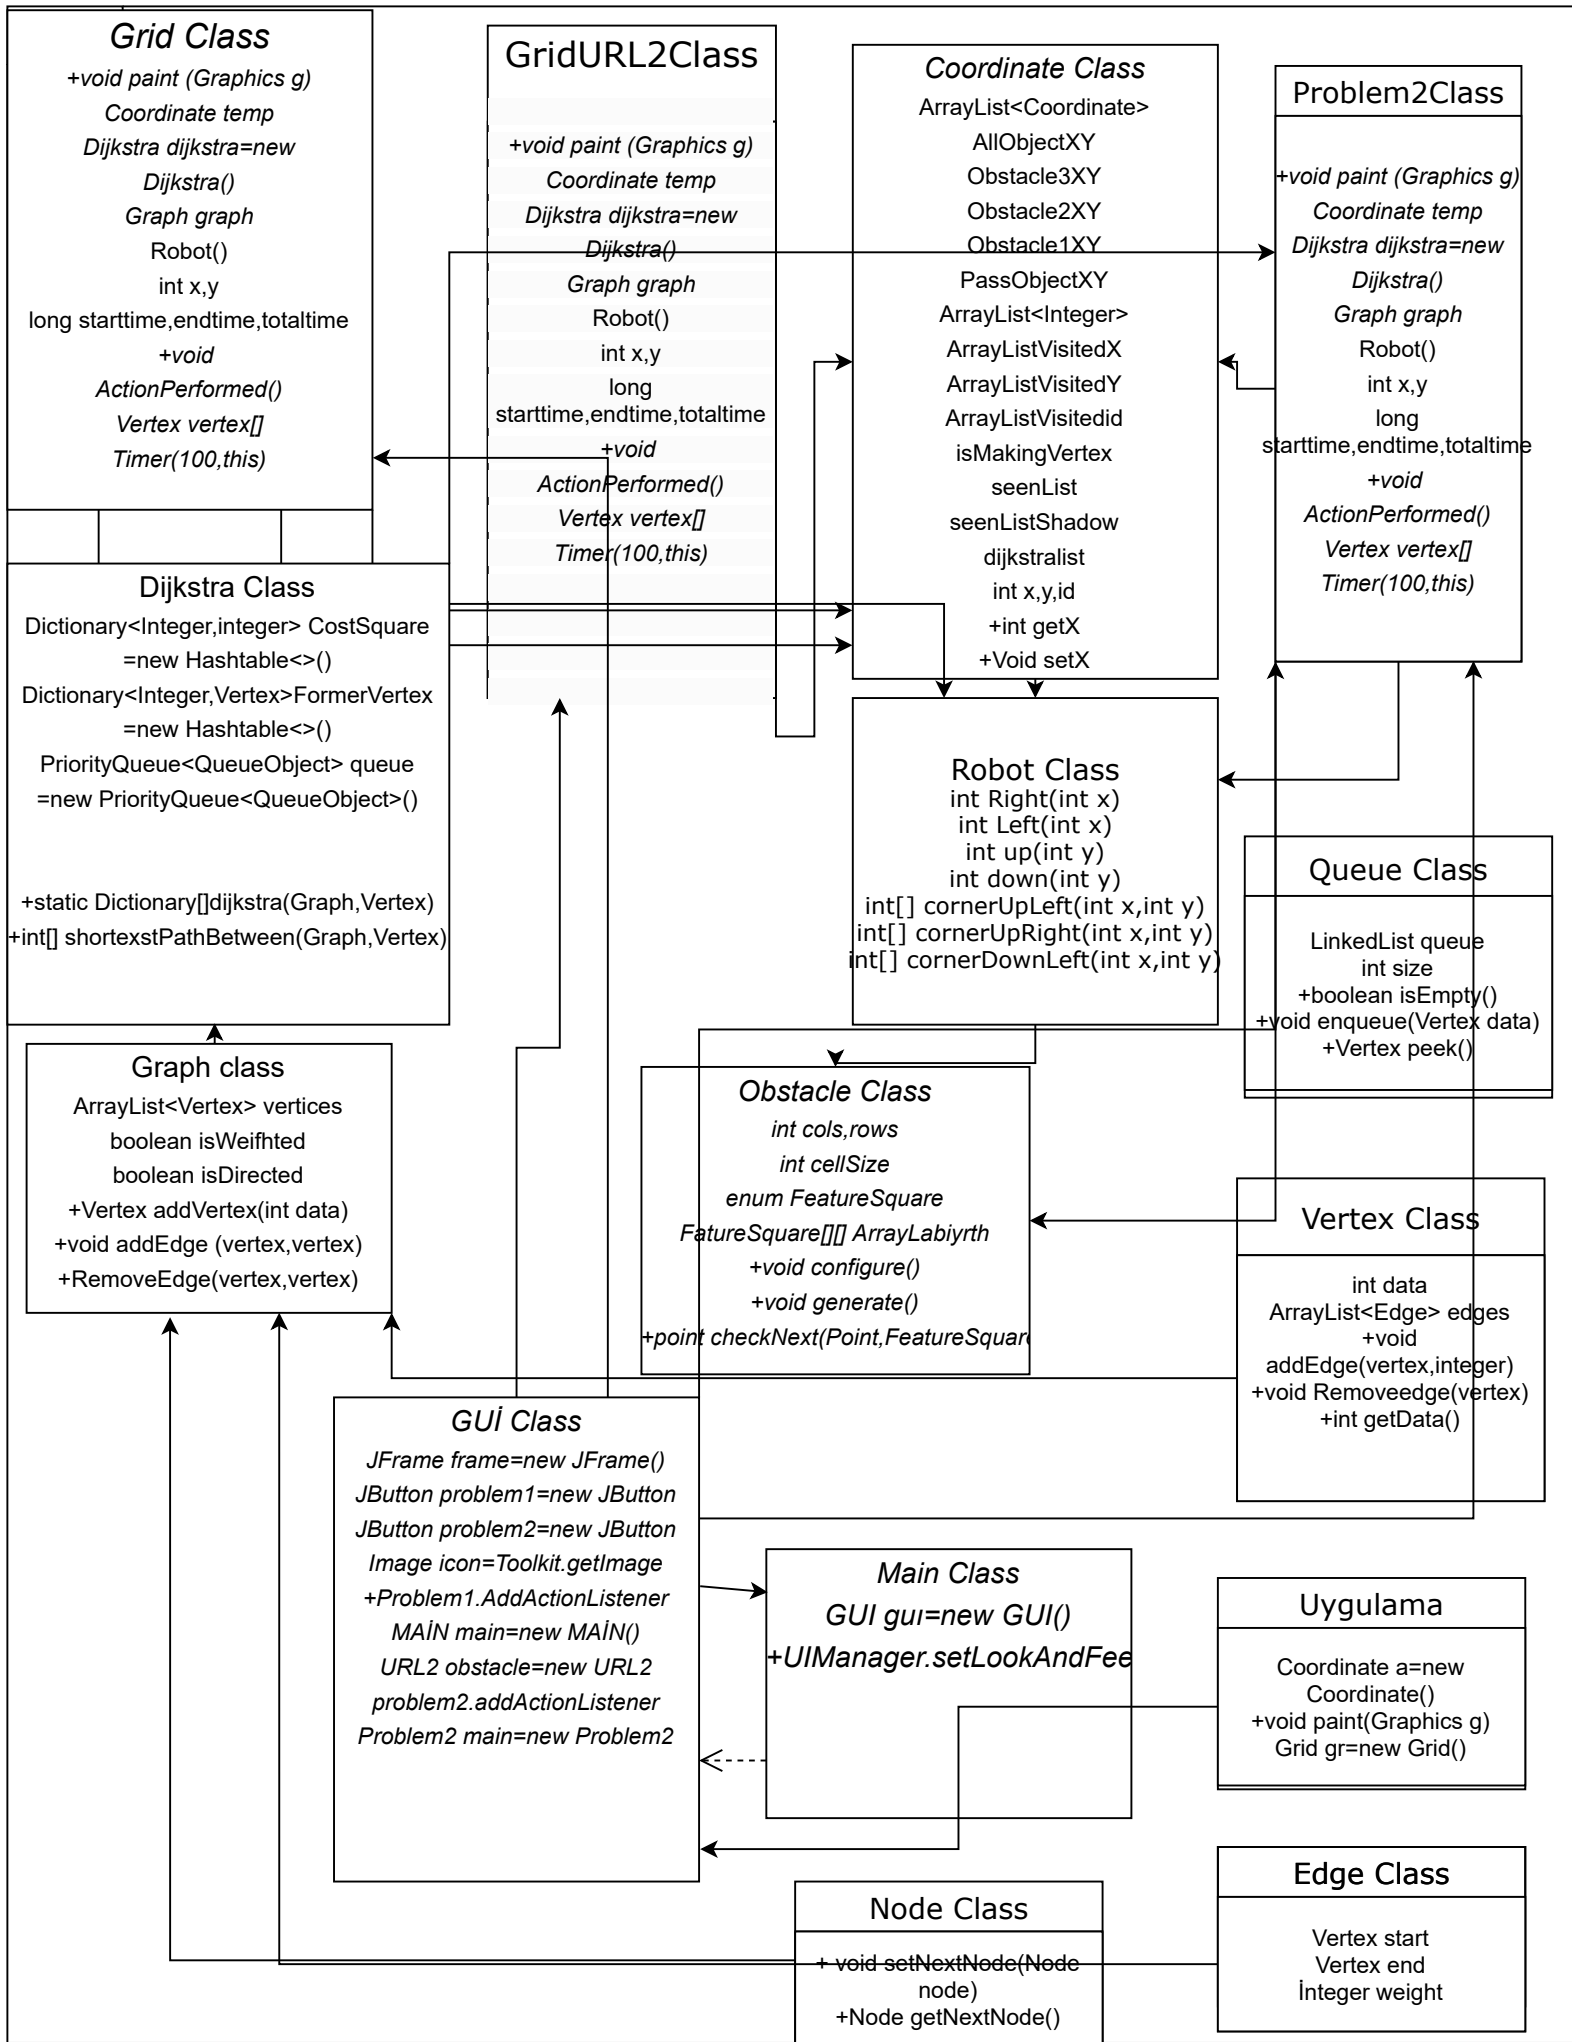 Grid Class
+void paint (Graphics g)
Coordinate temp
Dijkstra dijkstra=new
Dijkstra()
Graph graph
Robot()
int x,y
long starttime,endtime,totaltime
+void
ActionPerformed()
Vertex vertex[]
Timer(100,this)
GridURL2Class
+void paint (Graphics g)
Coordinate temp
Dijkstra dijkstra=new
Dijkstra()
Graph graph
Robot()
int x,y
long
starttime,endtime,totaltime
+void
ActionPerformed()
Vertex vertex[]
Timer(100,this)
Coordinate Class
ArrayList<Coordinate>
AllObjectXY
Obstacle3XY
Obstacle2XY
Obstacle1XY
PassObjectXY
ArrayList<Integer>
ArrayListVisitedX
ArrayListVisitedY
ArrayListVisitedid
isMakingVertex
seenList
seenListShadow
dijkstralist
int x,y,id
+int getX
+Void setX
Problem2Class
+void paint (Graphics g)
Coordinate temp
Dijkstra dijkstra=new
Dijkstra()
Graph graph
Robot()
int x,y
long
starttime,endtime,totaltime
+void
ActionPerformed()
Vertex vertex[]
Timer(100,this)
Dijkstra Class
Dictionary<Integer,integer> CostSquare
=new Hashtable<>()
Dictionary<Integer,Vertex>FormerVertex
=new Hashtable<>()
PriorityQueue<QueueObject> queue
=new PriorityQueue<QueueObject>()
+static Dictionary[]dijkstra(Graph,Vertex)
+int[] shortexstPathBetween(Graph,Vertex)
Robot Class
int Right(int x)
int Left(int x)
int up(int y)
int down(int y)
int[] cornerUpLeft(int x,int y)
int[] cornerUpRight(int x,int y)
int[] cornerDownLeft(int x,int y)
Queue Class
LinkedList queue
int size
+boolean isEmpty()
+void enqueue(Vertex data)
+Vertex peek()
Graph class
ArrayList<Vertex> vertices
boolean isWeifhted
boolean isDirected
+Vertex addVertex(int data)
+void addEdge (vertex,vertex)
+RemoveEdge(vertex,vertex)
Obstacle Class
int cols,rows
int cellSize
enum FeatureSquare
FatureSquare[][] ArrayLabiyrth
+void configure()
+void generate()
+point checkNext(Point,FeatureSquare
Vertex Class
int data
ArrayList<Edge> edges
+void
addEdge(vertex,integer)
+void Removeedge(vertex)
+int getData()
GUİ Class
JFrame frame=new JFrame()
JButton problem1=new JButton
JButton problem2=new JButton
Image icon=Toolkit.getImage
+Problem1.AddActionListener
MAİN main=new MAİN()
URL2 obstacle=new URL2
problem2.addActionListener
Problem2 main=new Problem2
Main Class
GUI guı=new GUI()
+UIManager.setLookAndFee
Uygulama
Coordinate a=new
Coordinate()
+void paint(Graphics g)
Grid gr=new Grid()
Node Class
+ void setNextNode(Node
node)
+Node getNextNode()
Edge Class
Vertex start
Vertex end
İnteger weight